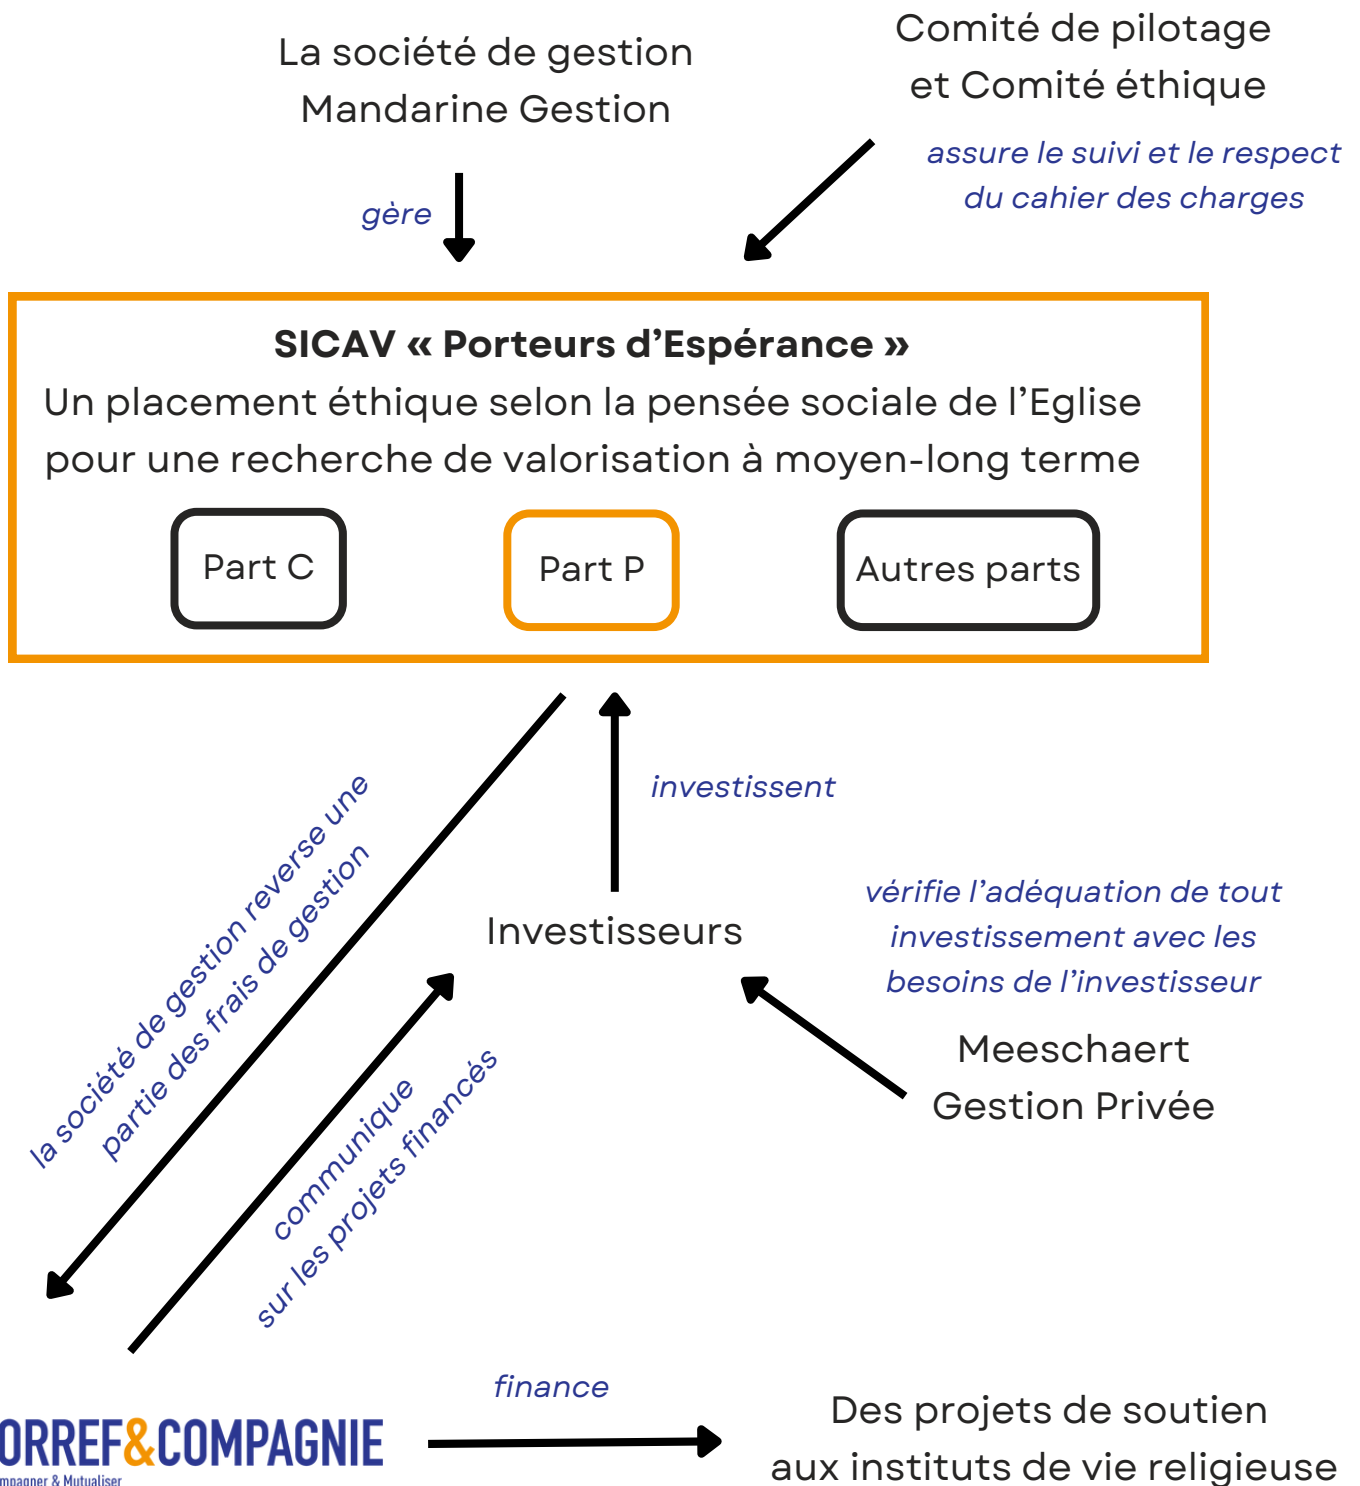 La société de gestion
Mandarine Gestion
Comité de pilotage
et Comité éthique
assure le suivi et le respect
du cahier des charges
gère
SICAV « Porteurs d’Espérance »
Un placement éthique selon la pensée sociale de l’Eglise
pour une recherche de valorisation à moyen-long terme
Part C
Part P
Autres parts
la société de gestion reverse une
partie des frais de gestion
investissent
Investisseurs
vérifie l’adéquation de tout
investissement avec les
besoins de l’investisseur
Meeschaert
Gestion Privée
communique
sur les projets financés
ORREF&COMPAGNIE
mpagner & Mutualiser
finance
Des projets de soutien
aux instituts de vie religieuse